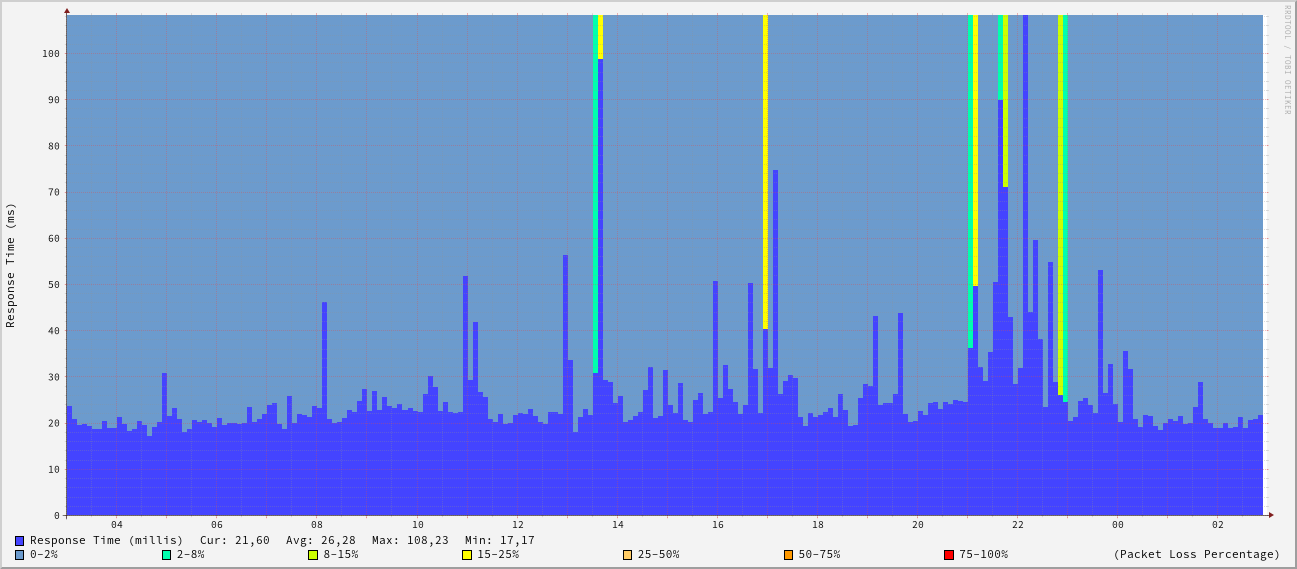 RRDTOOL / TOBI OETIKER
Response Time (ms)
100
90
80
70
60
50
40
30
20
10
0
04 06 08 10 12 14 16 18 20 22 00 02
Response Time (millis) Cur: 21,60 Avg: 26,28 Max: 108,23 Min: 17,17
0-2% 2-8% 8-15% 15-25% 25-50% 50-75% 75-100% (Packet Loss Percentage)